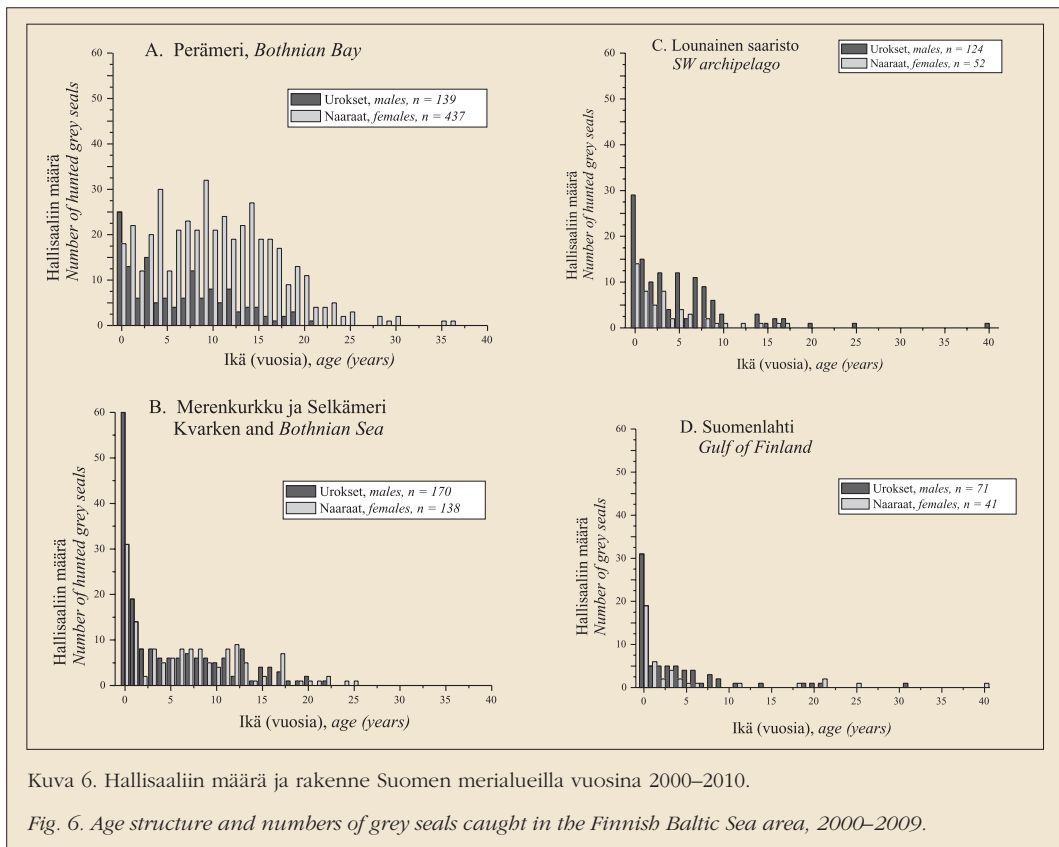 A. Perämeri, Bothnian Bay
Urokset, males, n = 139
Naaraat, females, n = 437
Hallisaaliin määrä
Number of hunted grey seals
60
50
40
30
20
10
0
0 5 10 15 20 25 30 35 40
Ikä (vuosia), age (years)
C. Lounainen saaristo
SW archipelago
Urokset, males, n = 124
Naaraat, females, n = 52
Hallisaaliin määrä
Number of hunted grey seals
60
50
40
30
20
10
0
0 5 10 15 20 25 30 35 40
Ikä (vuosia), age (years)
B. Merenkurkku ja Selkämeri
Kvarken and Bothnian Sea
Urokset, males, n = 170
Naaraat, females, n = 138
Hallisaaliin määrä
Number of hunted grey seals
60
50
40
30
20
10
0
0 5 10 15 20 25 30 35 40
Ikä (vuosia), age (years)
D. Suomenlahti
Gulf of Finland
Urokset, males, n = 71
Naaraat, females, n = 41
Hallisaaliin määrä
Number of grey seals
60
50
40
30
20
10
0
0 5 10 15 20 25 30 35 40
Ikä (vuosia), age (years)
Kuva 6. Hallisaaliin määrä ja rakenne Suomen merialueilla vuosina 2000–2010.
Fig. 6. Age structure and numbers of grey seals caught in the Finnish Baltic Sea area, 2000–2009.